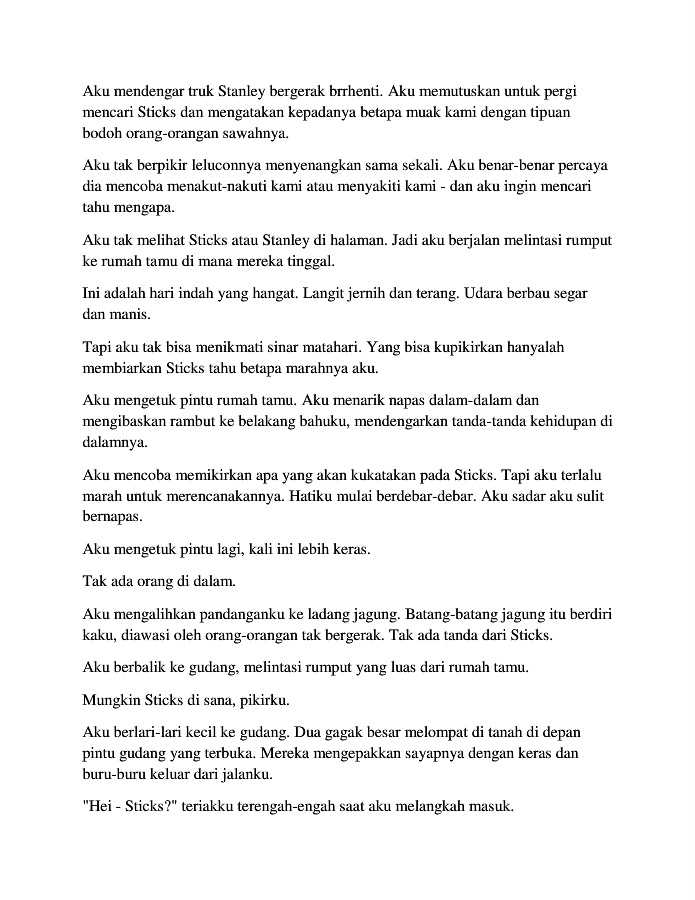 Aku mendengar truk Stanley bergerak brrhenti. Aku memutuskan untuk pergi
mencari Sticks dan mengatakan kepadanya betapa muak kami dengan tipuan
bodoh orang-orangan sawahnya.
Aku tak berpikir leluconnya menyenangkan sama sekali. Aku benar-benar percaya
dia mencoba menakut-nakuti kami atau menyakiti kami - dan aku ingin mencari
tahu mengapa.
Aku tak melihat Sticks atau Stanley di halaman. Jadi aku berjalan melintasi rumput
ke rumah tamu di mana mereka tinggal.
Ini adalah hari indah yang hangat. Langit jernih dan terang. Udara berbau segar
dan manis.
Tapi aku tak bisa menikmati sinar matahari. Yang bisa kupikirkan hanyalah
membiarkan Sticks tahu betapa marahnya aku.
Aku mengetuk pintu rumah tamu. Aku menarik napas dalam-dalam dan
mengibaskan rambut ke belakang bahuku, mendengarkan tanda-tanda kehidupan di
dalamnya.
Aku mencoba memikirkan apa yang akan kukatakan pada Sticks. Tapi aku terlalu
marah untuk merencanakannya. Hatiku mulai berdebar-debar. Aku sadar aku sulit
bernapas.
Aku mengetuk pintu lagi, kali ini lebih keras.
Tak ada orang di dalam.
Aku mengalihkan pandanganku ke ladang jagung. Batang-batang jagung itu berdiri
kaku, diawasi oleh orang-orangan tak bergerak. Tak ada tanda dari Sticks.
Aku berbalik ke gudang, melintasi rumput yang luas dari rumah tamu.
Mungkin Sticks di sana, pikirku.
Aku berlari-lari kecil ke gudang. Dua gagak besar melompat di tanah di depan
pintu gudang yang terbuka. Mereka mengepakkan sayapnya dengan keras dan
buru-buru keluar dari jalanku.
"Hei - Sticks?" teriakku terengah-engah saat aku melangkah masuk.